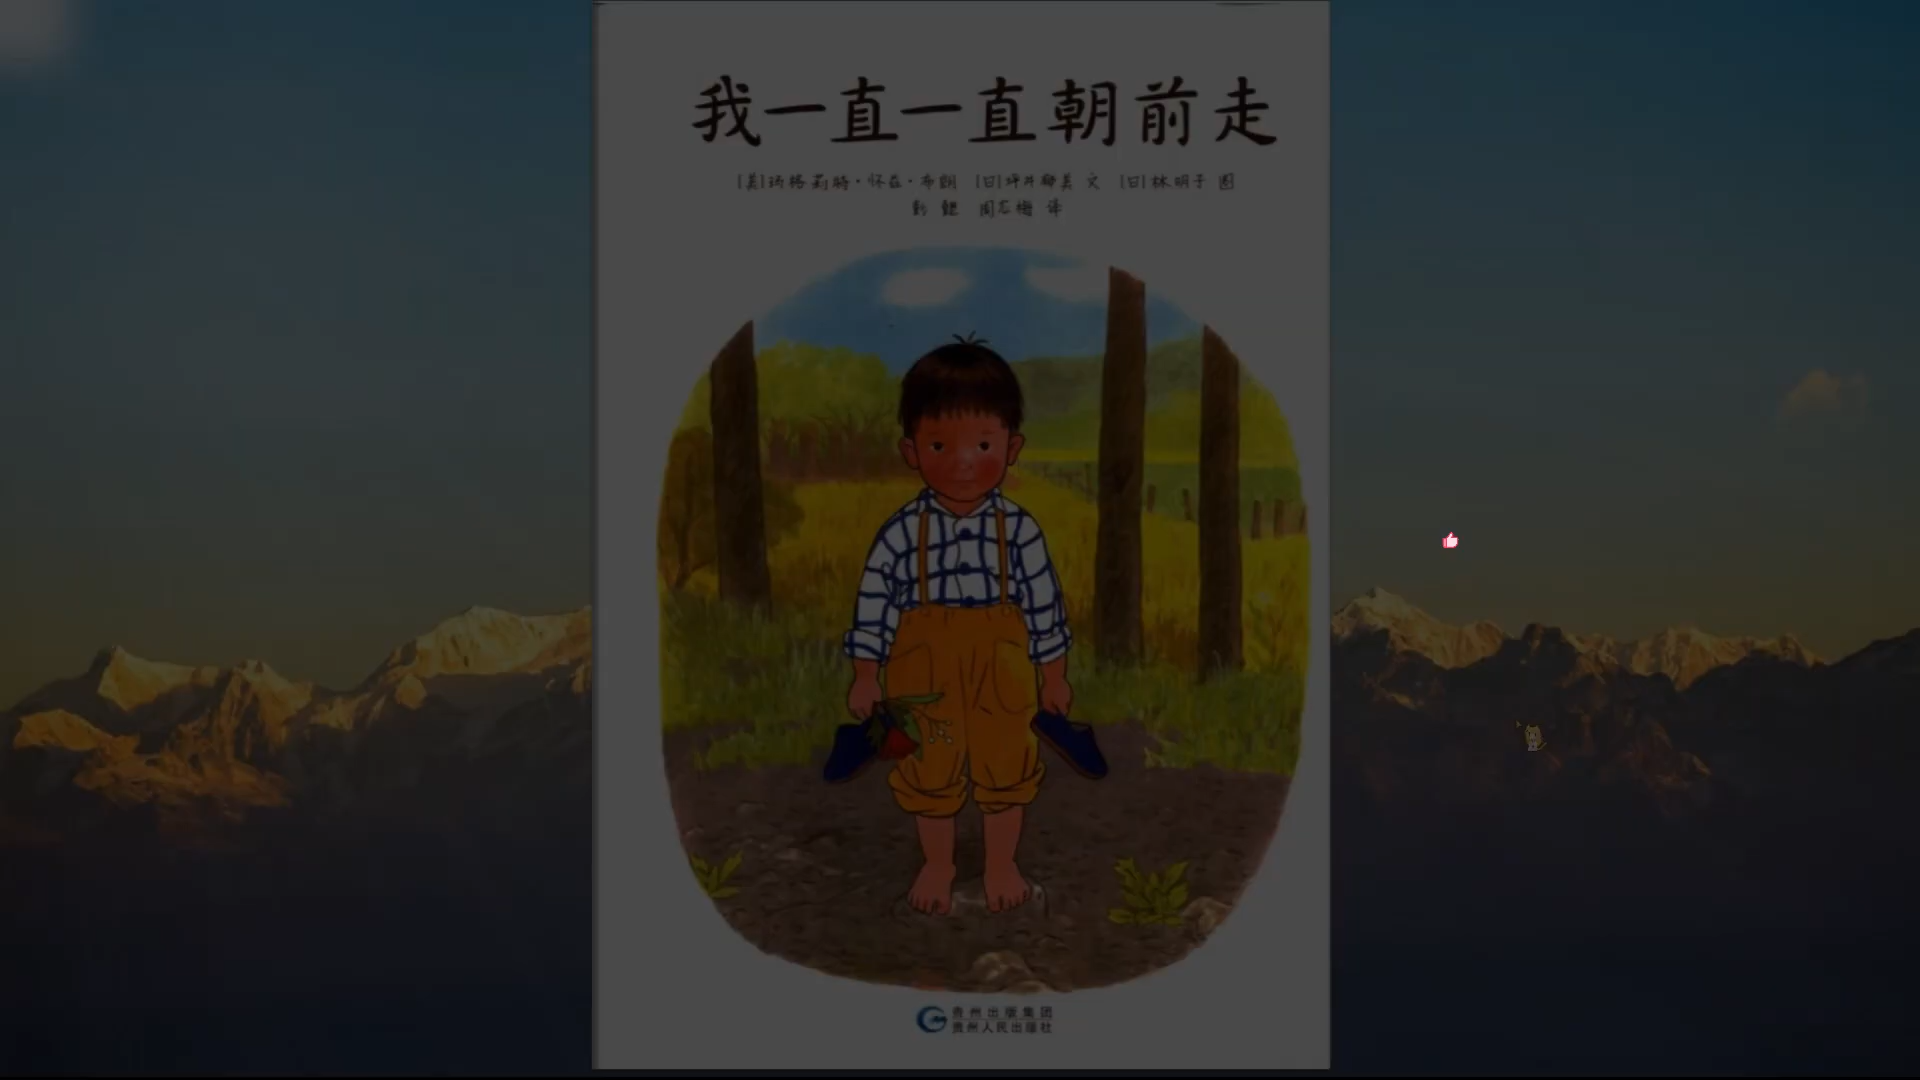 我一直一直朝前走
[美]玛格莉特·怀兹·布朗 [日]坪井郁美 文 [日]林明子 图
彭懿 周志梅 译
贵州出版集团
贵州人民出版社